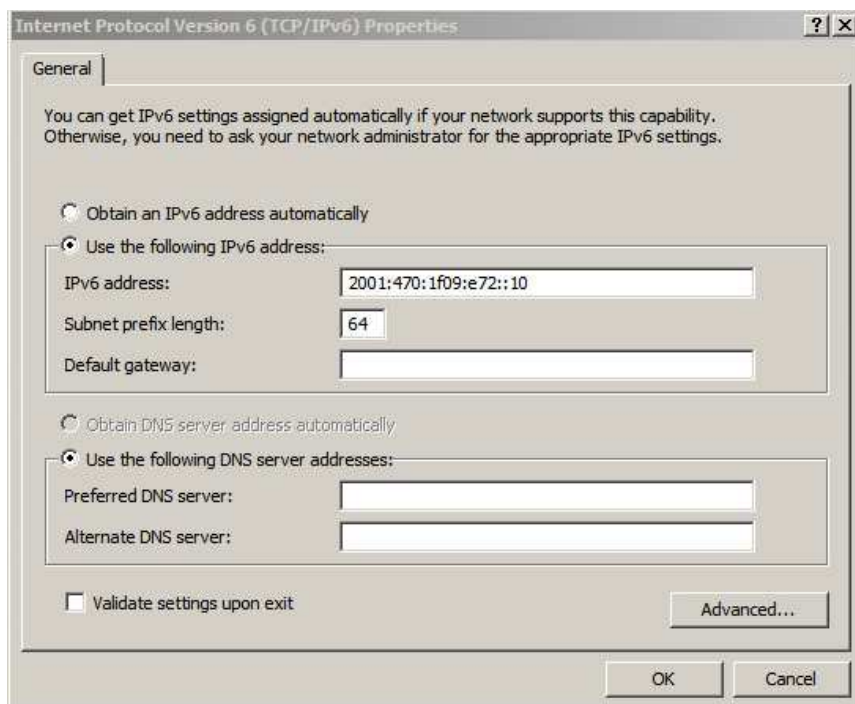 Internet Protocol Version 6 (TCP/IPv6) Properties
General
You can get IPv6 settings assigned automatically if your network supports this capability.
Otherwise, you need to ask your network administrator for the appropriate IPv6 settings.
Obtain an IPv6 address automatically
Use the following IPv6 address:
IPv6 address: 2001:470:1f09:e72::10
Subnet prefix length: 64
Default gateway:
Obtain DNS server address automatically
Use the following DNS server addresses:
Preferred DNS server:
Alternate DNS server:
Validate settings upon exit
Advanced...
OK Cancel